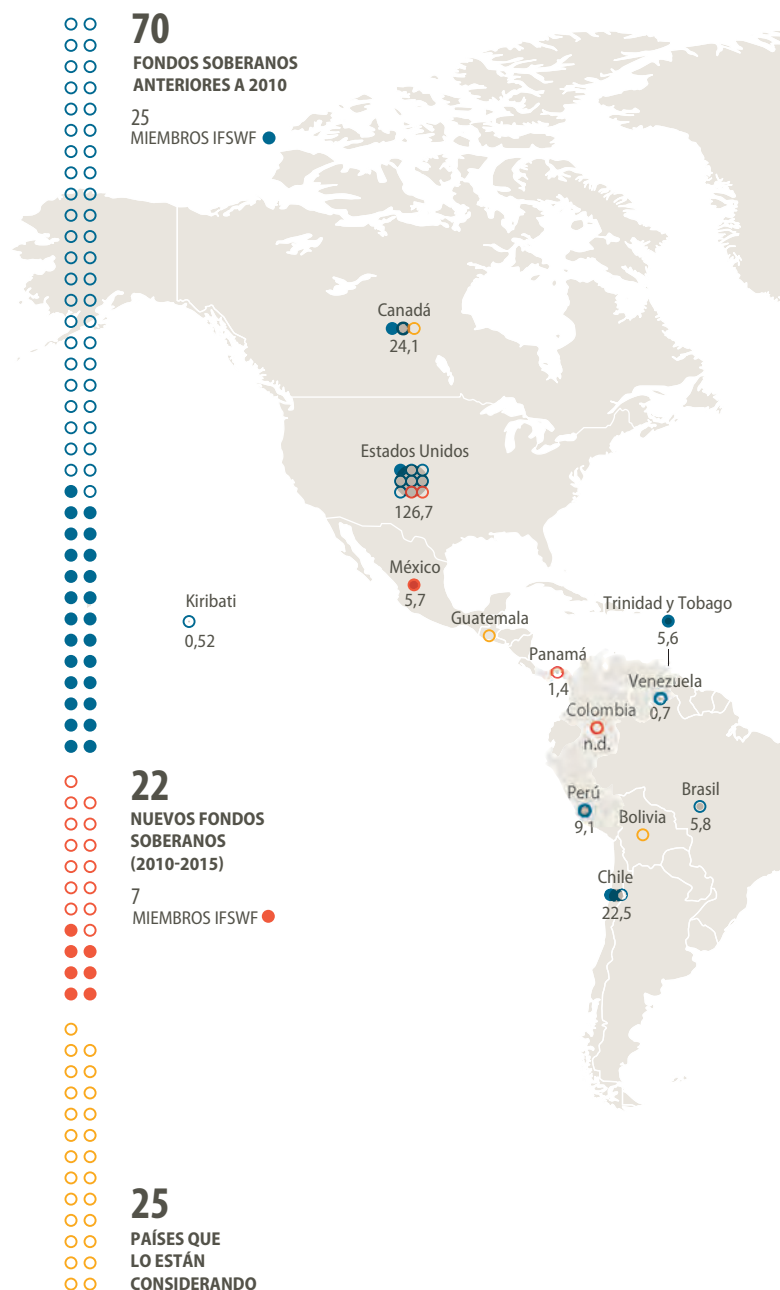 70
FONDOS SOBERANOS
ANTERIORES A 2010
25
MIEMBROS IFSWF
Canadá
24,1
Estados Unidos
126,7
México
5,7
Kiribati
0,52
Guatemala
Trinidad y Tobago
5,6
Panamá
1,4
Venezuela
0,7
Colombia
n.d.
Perú
9,1
Brasil
5,8
Bolivia
Chile
22,5
22
NUEVOS FONDOS
SOBERANOS
(2010-2015)
7
MIEMBROS IFSWF
25
PAÍSES QUE
LO ESTÁN
CONSIDERANDO